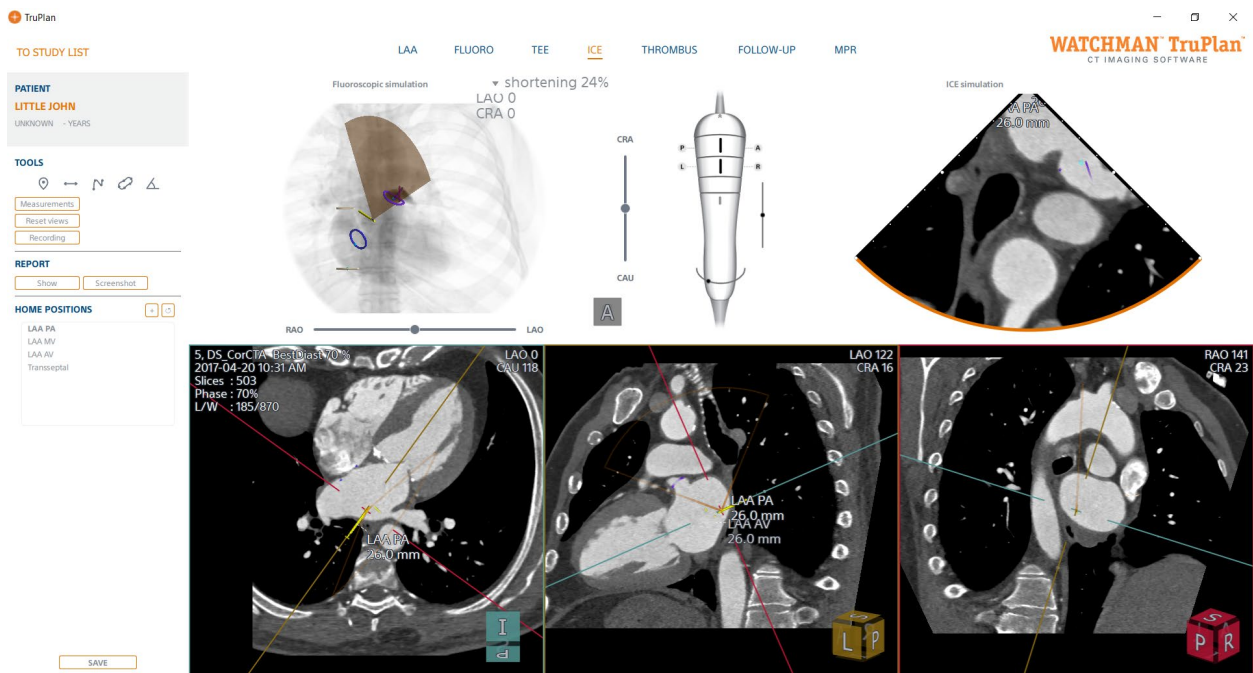 TruPlan
TO STUDY LIST
LAA FLUORO TEE ICE THROMBUS FOLLOW-UP MPR
WATCHMAN™ TruPlan™
CT IMAGING SOFTWARE
PATIENT
LITTLE JOHN
UNKNOWN - YEARS
TOOLS
Measurements
Reset views
Recording
REPORT
Show Screenshot
HOME POSITIONS
LAA PA
LAA MV
LAA AV
Transseptal
SAVE
Fluoroscopic simulation
▾ shortening 24%
LAO 0
CRA 0
CRA
CAU
RAO LAO
A
P A
L R
ICE simulation
PA
26.0 mm
5, DS_CorCTA BestDiast 70 %
2017-04-20 10:31 AM
Slices : 503
Phase : 70%
L/W : 185/870
LAO 0
CAU 118
LAA PA
26.0 mm
I
P
LAO 122
CRA 16
LAA PA
26.0 mm
LAA AV
26.0 mm
S
L P
RAO 141
CRA 23
S
P R